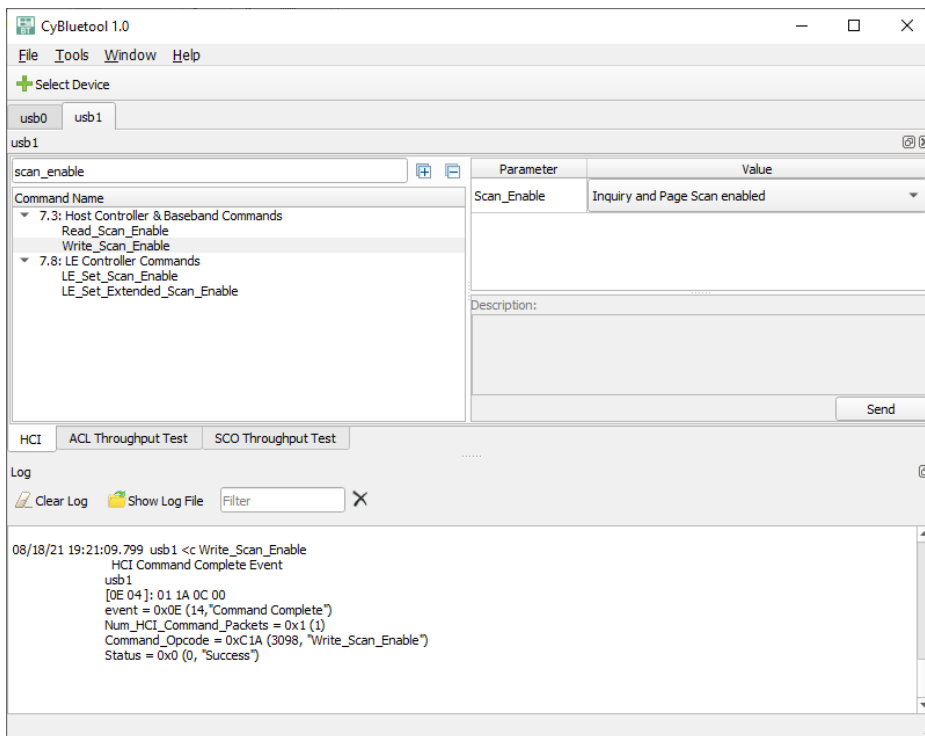 CyBluetool 1.0
File Tools Window Help
Select Device
usb0 usb1
usb1
scan_enable
Command Name
7.3: Host Controller & Baseband Commands
Read_Scan_Enable
Write_Scan_Enable
7.8: LE Controller Commands
LE_Set_Scan_Enable
LE_Set_Extended_Scan_Enable
Parameter Value
Scan_Enable Inquiry and Page Scan enabled
Description:
Send
HCI ACL Throughput Test SCO Throughput Test
Log
Clear Log Show Log File Filter
08/18/21 19:21:09.799 usb1 <c Write_Scan_Enable
HCI Command Complete Event
usb1
[0E 04]: 01 1A 0C 00
event = 0x0E (14,"Command Complete")
Num_HCI_Command_Packets = 0x1 (1)
Command_Opcode = 0xC1A (3098, "Write_Scan_Enable")
Status = 0x0 (0, "Success")